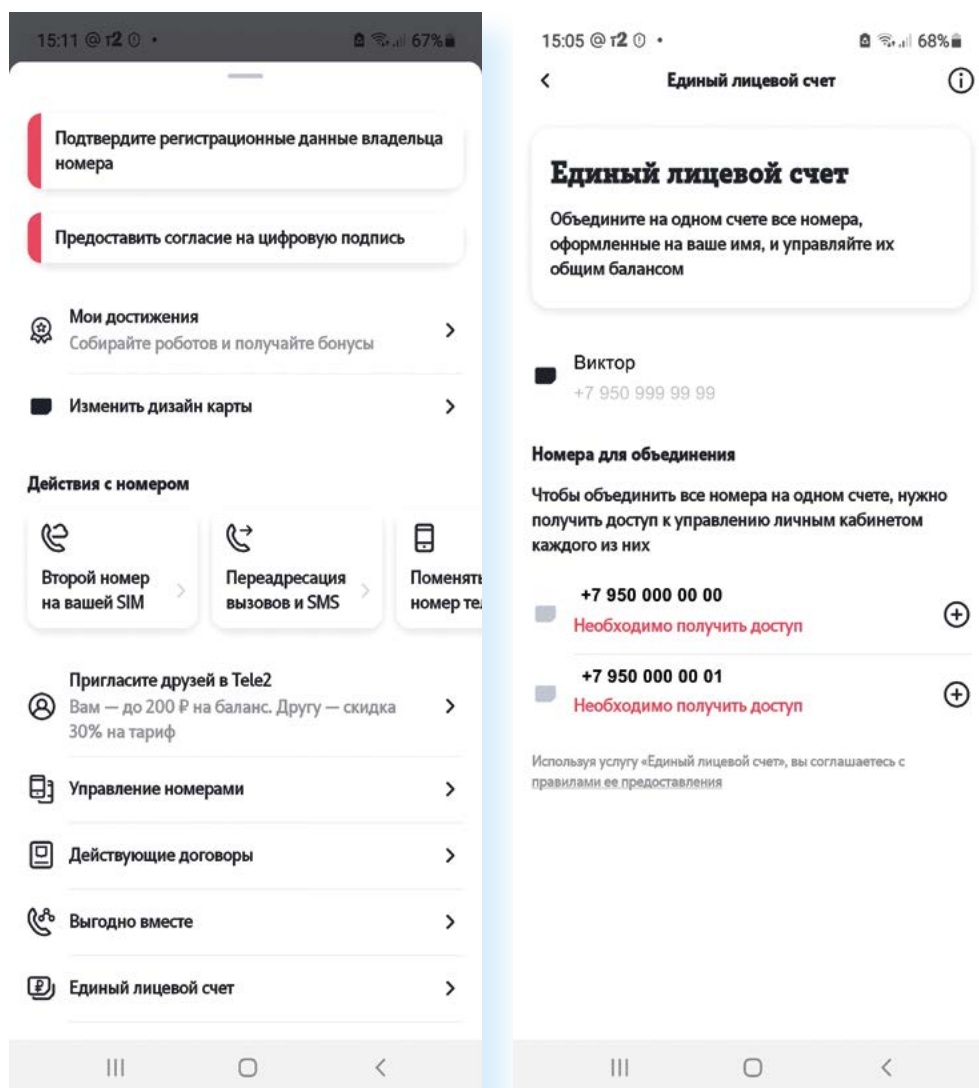 15:11 @ т2 67%
Подтвердите регистрационные данные владельца
номера
Предоставить согласие на цифровую подпись
Мои достижения
Собирайте роботов и получайте бонусы
Изменить дизайн карты
Действия с номером
Второй номер
на вашей SIM
Переадресация
вызовов и SMS
Поменять
номер тел
Пригласите друзей в Tele2
Вам — до 200 ₽ на баланс. Другу — скидка
30% на тариф
Управление номерами
Действующие договоры
Выгодно вместе
Единый лицевой счет
15:05 @ т2 68%
Единый лицевой счет
Единый лицевой счет
Объедините на одном счете все номера,
оформленные на ваше имя, и управляйте их
общим балансом
Виктор
+7 950 999 99 99
Номера для объединения
Чтобы объединить все номера на одном счете, нужно
получить доступ к управлению личным кабинетом
каждого из них
+7 950 000 00 00
Необходимо получить доступ
+7 950 000 00 01
Необходимо получить доступ
Используя услугу «Единый лицевой счет», вы соглашаетесь с
правилами ее предоставления